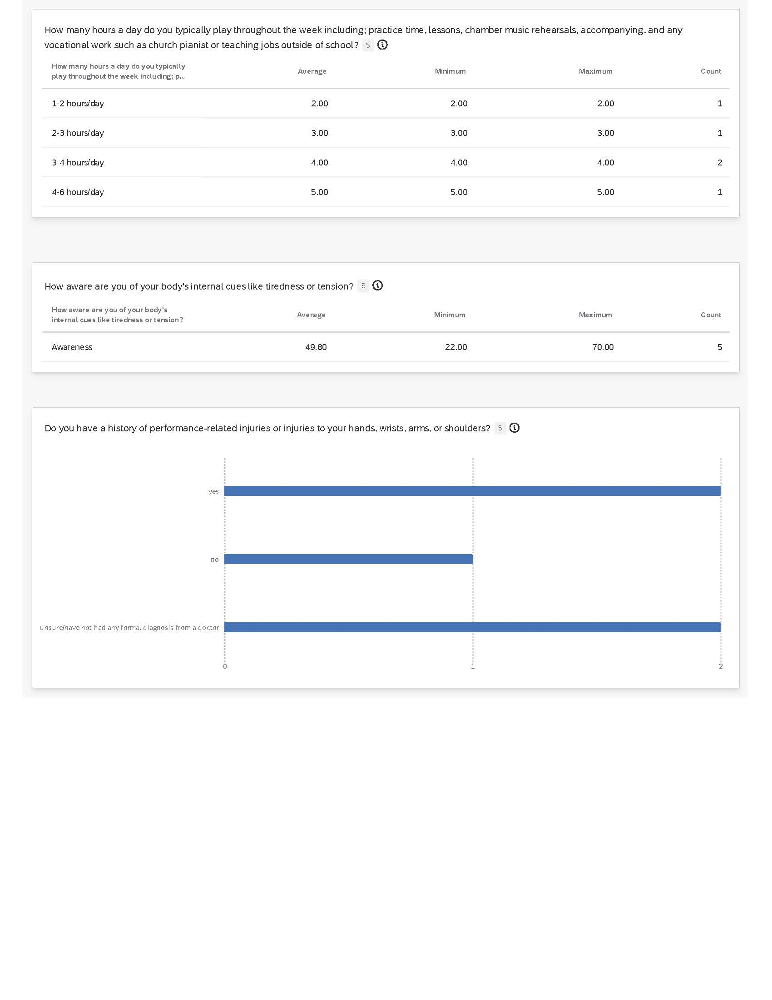 How many hours a day do you typically play throughout the week including; practice time, lessons, chamber music rehearsals, accompanying, and any
vocational work such as church pianist or teaching jobs outside of school? 5
How many hours a day do you typically
play throughout the week including; p... Average Minimum Maximum Count
1-2 hours/day 2.00 2.00 2.00 1
2-3 hours/day 3.00 3.00 3.00 1
3-4 hours/day 4.00 4.00 4.00 2
4-6 hours/day 5.00 5.00 5.00 1
How aware are you of your body's internal cues like tiredness or tension? 5
How aware are you of your body's
internal cues like tiredness or tension? Average Minimum Maximum Count
Awareness 49.80 22.00 70.00 5
Do you have a history of performance-related injuries or injuries to your hands, wrists, arms, or shoulders? 5
yes
no
unsure/have not had any formal diagnosis from a doctor
0 1 2